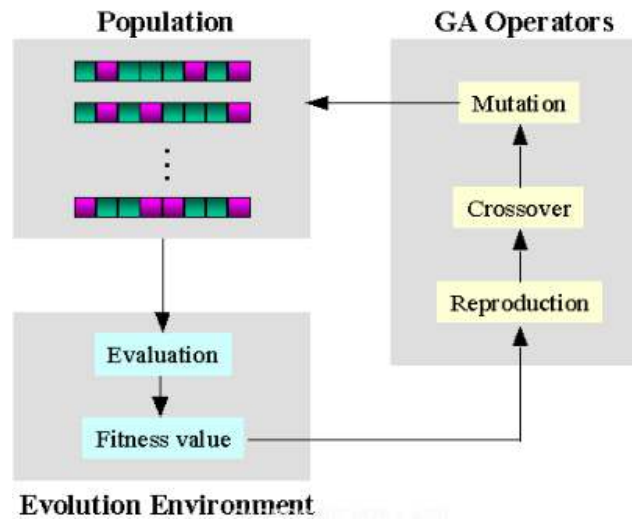 Population
GA Operators
Mutation
Crossover
Reproduction
Evaluation
Fitness value
Evolution Environment